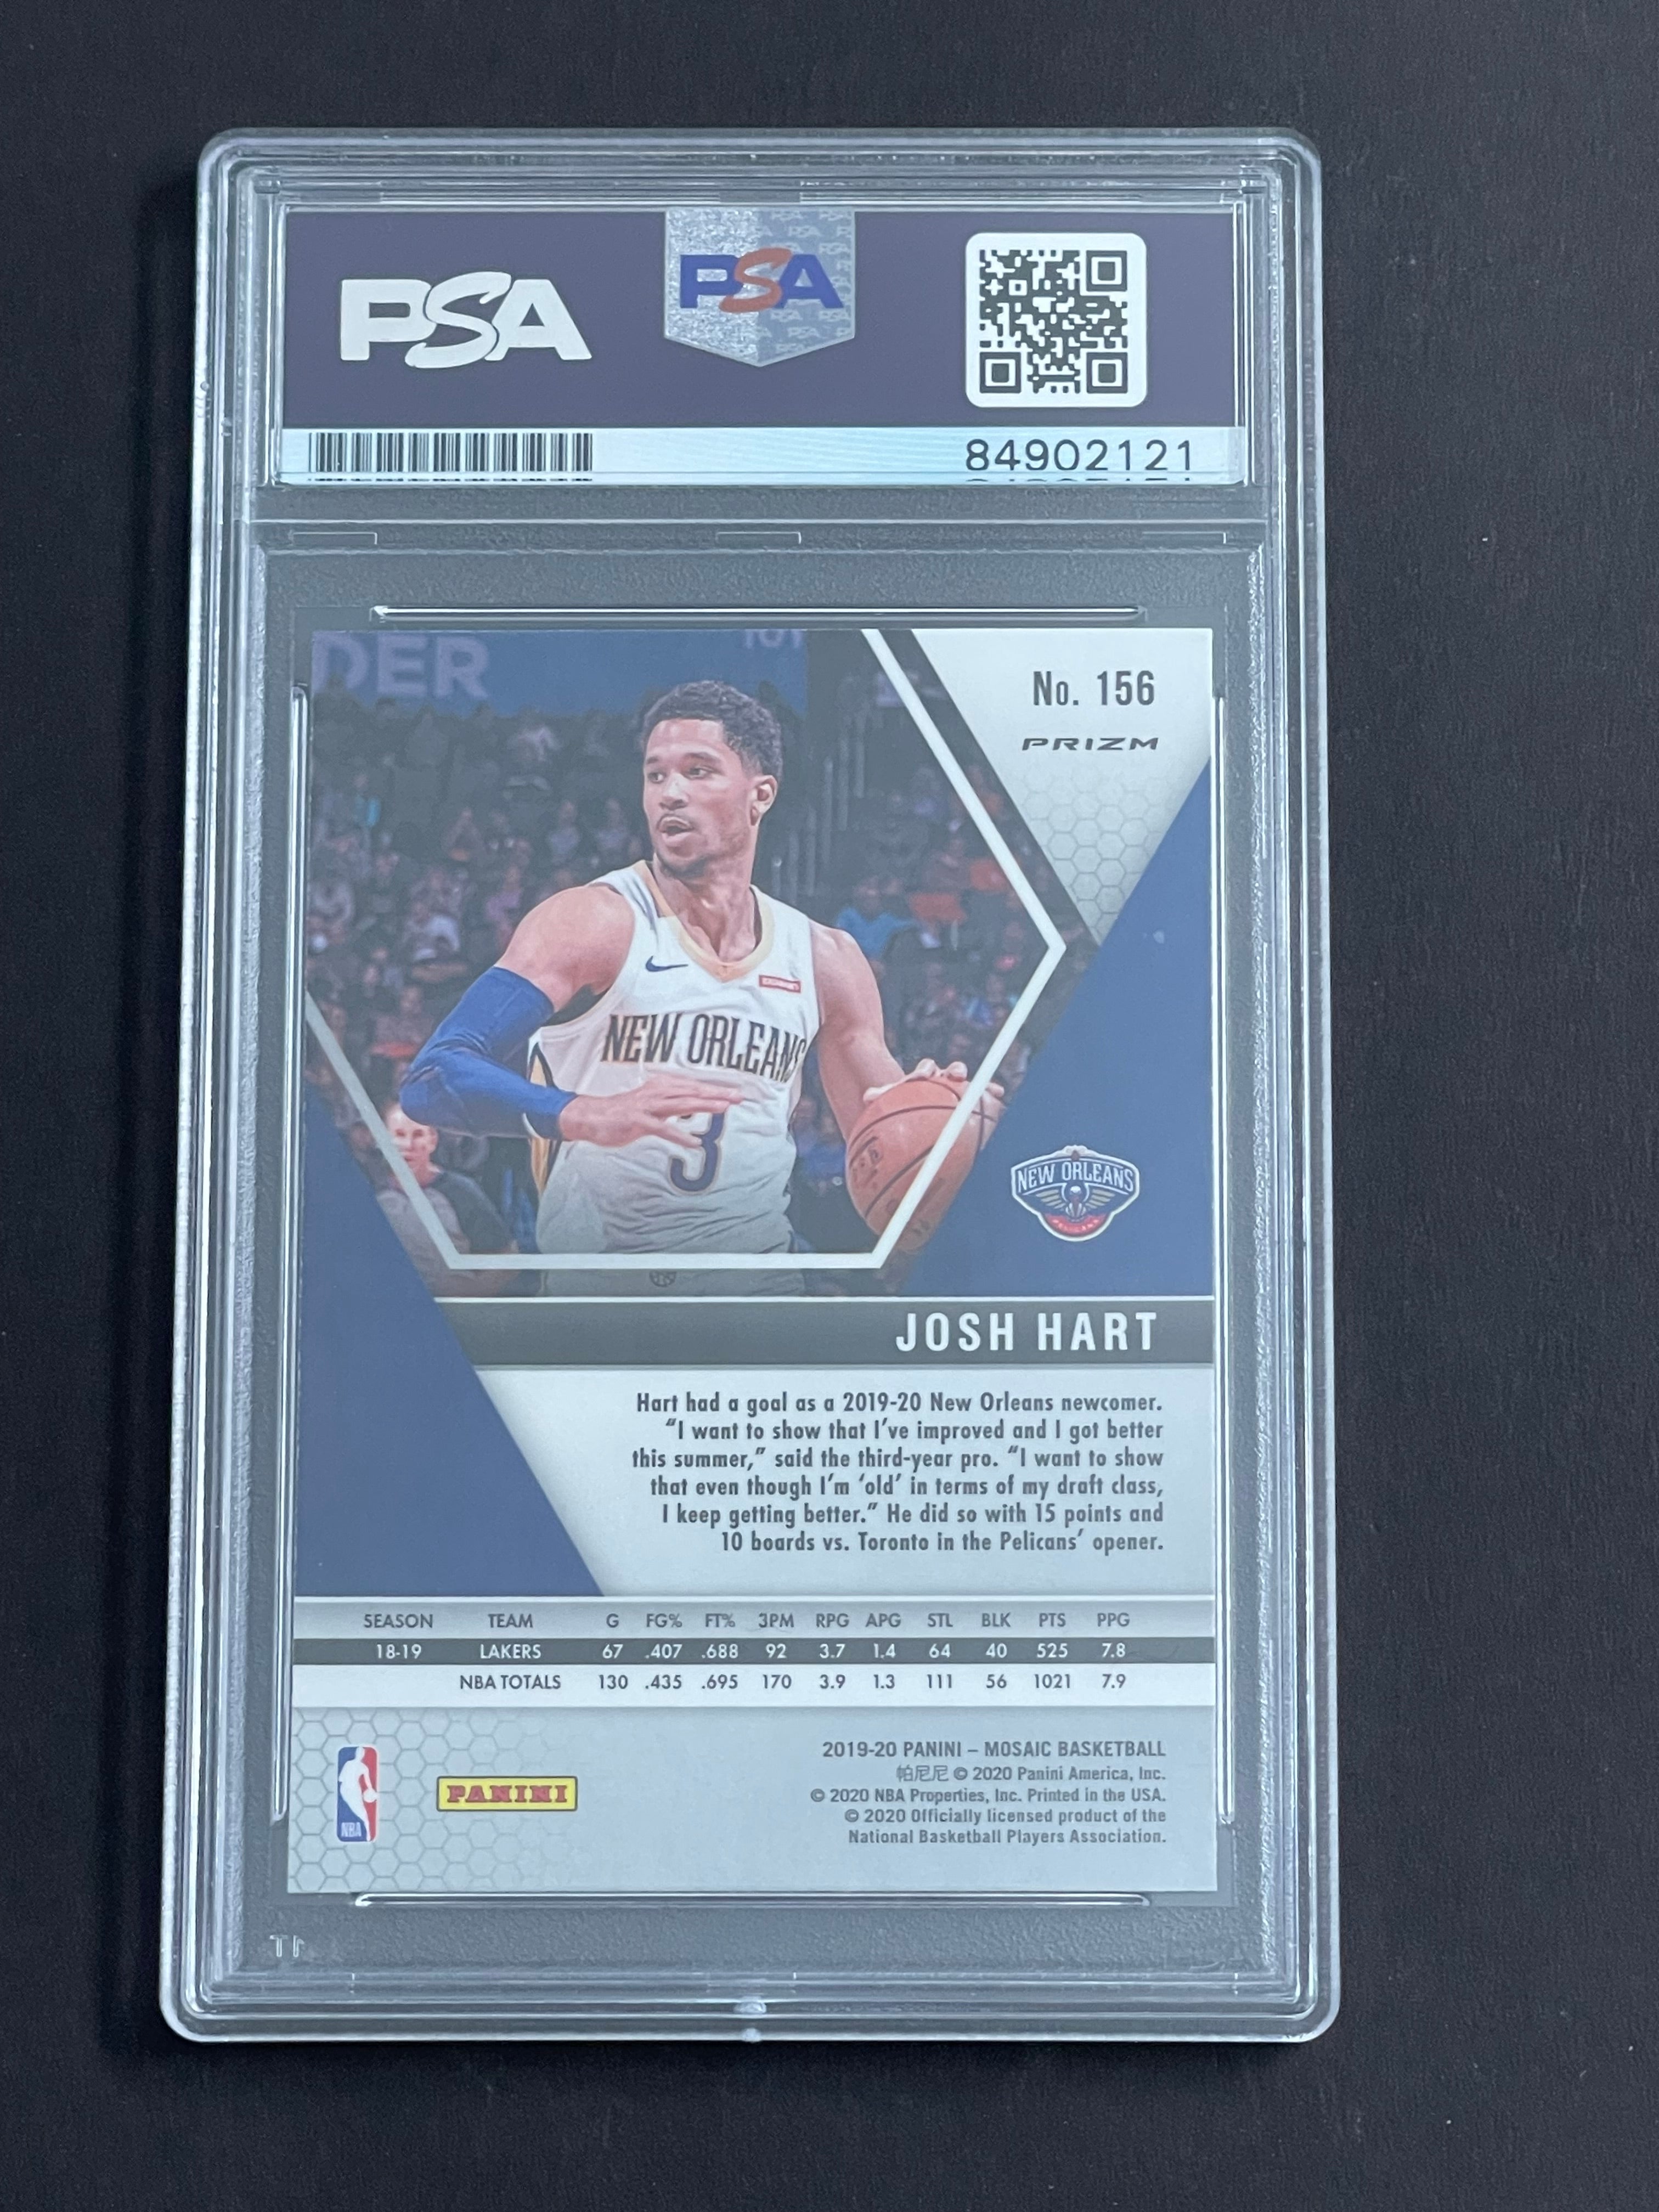 PSA
PSA
84902121
DER
No. 156
PRIZM
NEW ORLEANS
3
NEW ORLEANS
PELICANS
JOSH HART
Hart had a goal as a 2019-20 New Orleans newcomer.
“I want to show that I’ve improved and I got better
this summer,” said the third-year pro. “I want to show
that even though I’m ‘old’ in terms of my draft class,
I keep getting better.” He did so with 15 points and
10 boards vs. Toronto in the Pelicans’ opener.
SEASON TEAM G FG% FT% 3PM RPG APG STL BLK PTS PPG
18-19 LAKERS 67 .407 .688 92 3.7 1.4 64 40 525 7.8
NBA TOTALS 130 .435 .695 170 3.9 1.3 111 56 1021 7.9
2019-20 PANINI – MOSAIC BASKETBALL
帕尼尼 © 2020 Panini America, Inc.
© 2020 NBA Properties, Inc. Printed in the USA.
© 2020 Officially licensed product of the
National Basketball Players Association.
NBA
PANINI